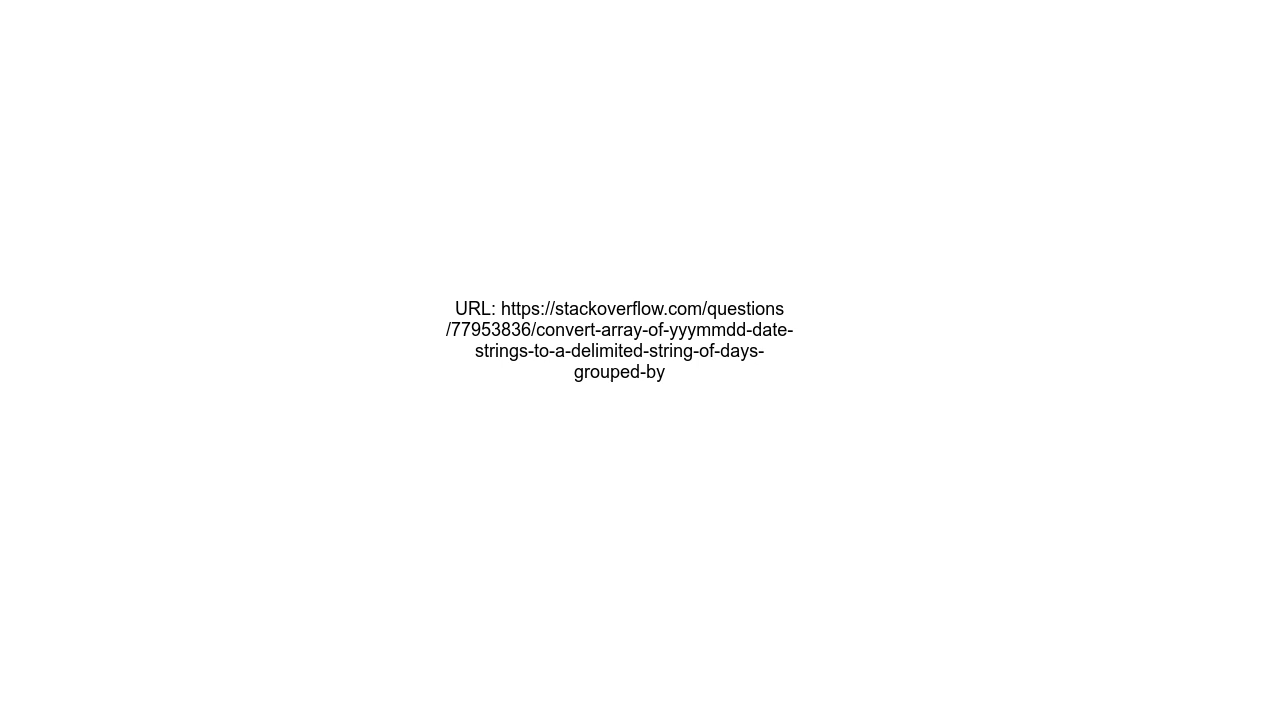 URL: https://stackoverflow.com/questions
/77953836/convert-array-of-yyymmdd-date-
strings-to-a-delimited-string-of-days-
grouped-by